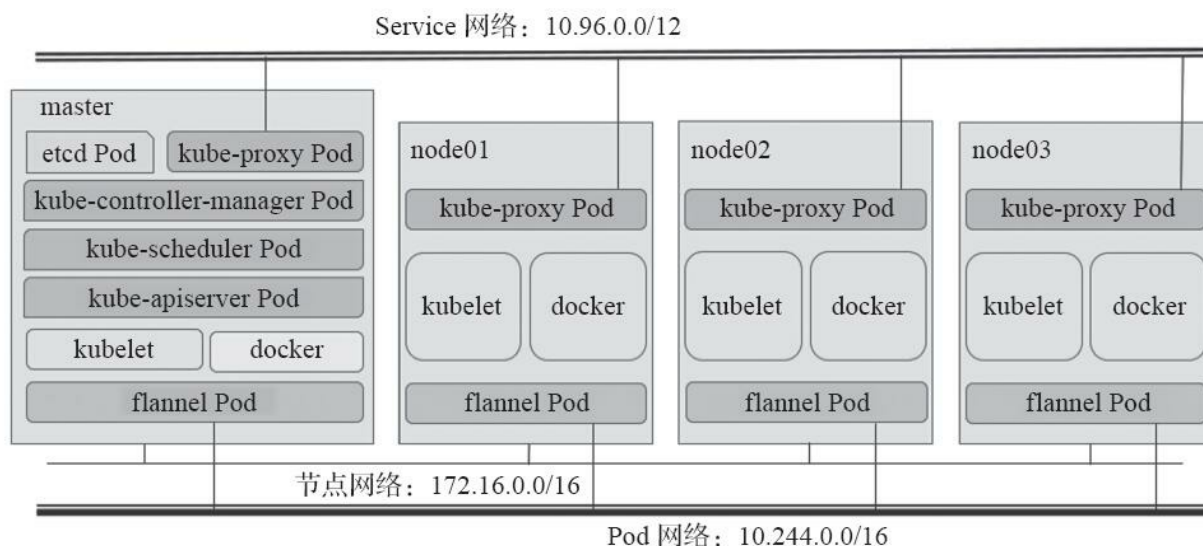 Service 网络：10.96.0.0/12
master
etcd Pod
kube-proxy Pod
kube-controller-manager Pod
kube-scheduler Pod
kube-apiserver Pod
kubelet
docker
flannel Pod
node01
kube-proxy Pod
kubelet
docker
flannel Pod
node02
kube-proxy Pod
kubelet
docker
flannel Pod
node03
kube-proxy Pod
kubelet
docker
flannel Pod
节点网络：172.16.0.0/16
Pod 网络：10.244.0.0/16